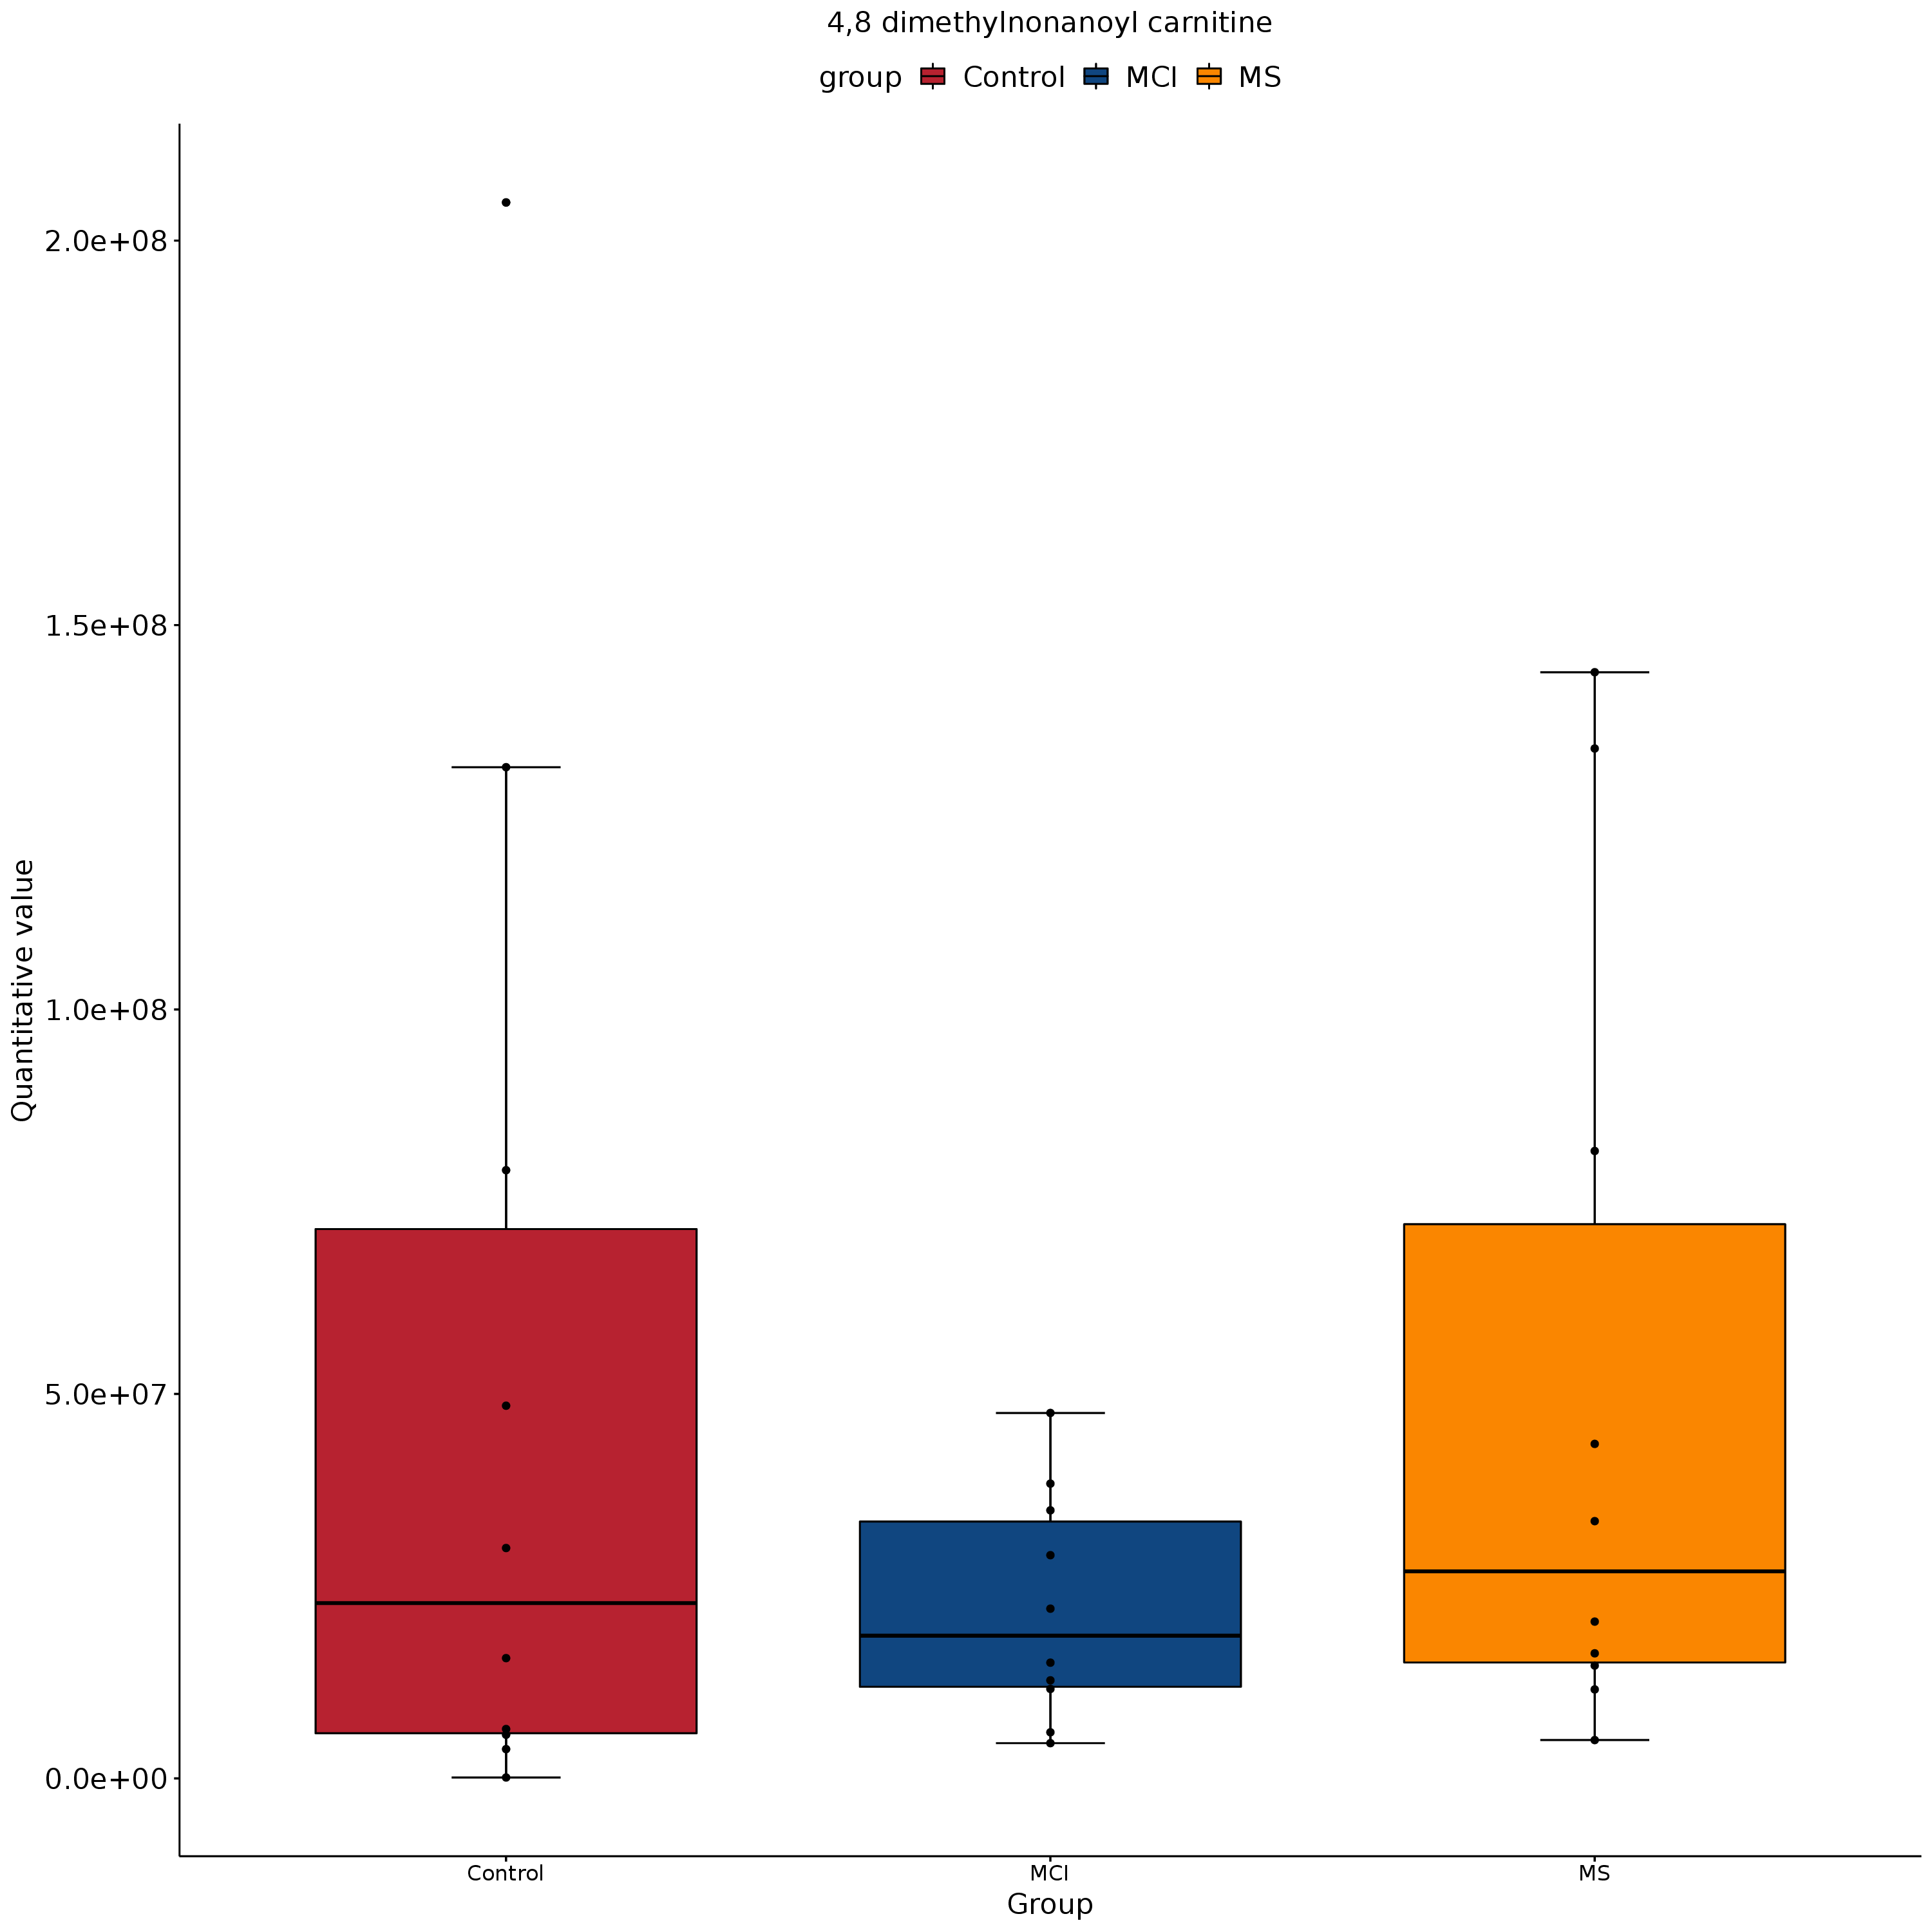 4,8 dimethylnonanoyl carnitine
group Control MCI MS
Quantitative value
2.0e+08
1.5e+08
1.0e+08
5.0e+07
0.0e+00
Control MCI MS
Group